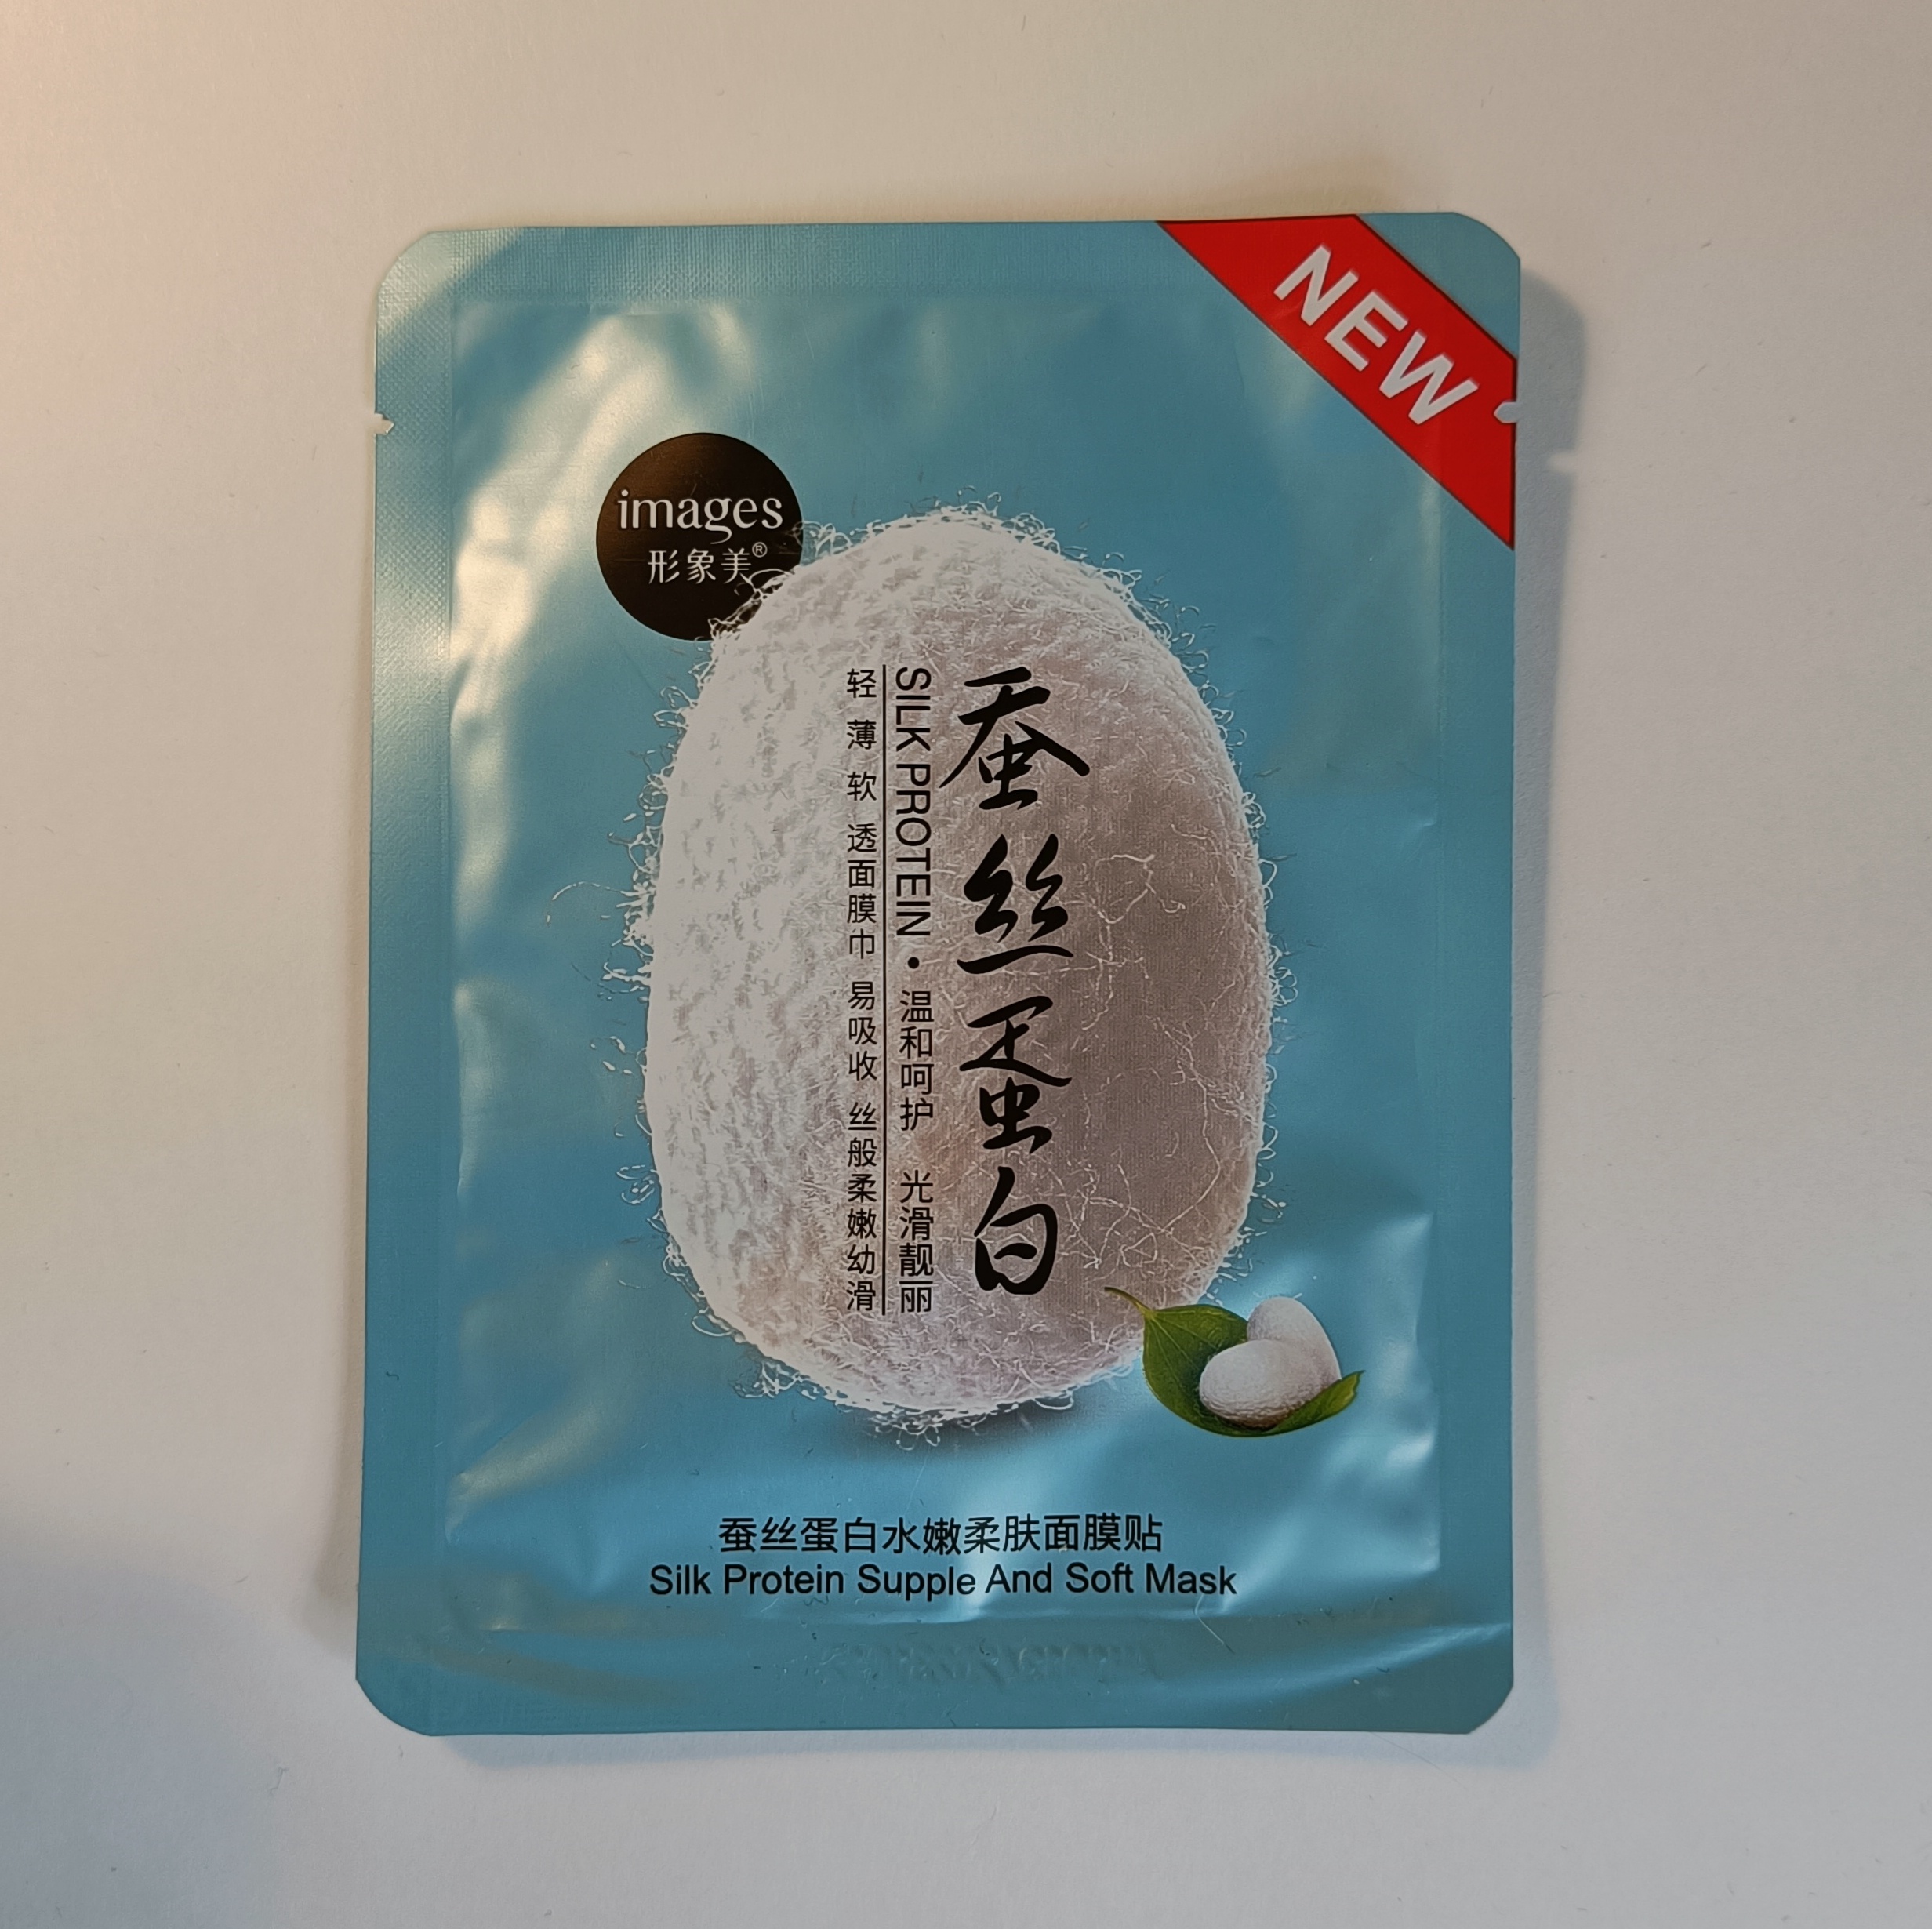 NEW
images
形象美®
蚕丝蛋白
SILK PROTEIN · 温和呵护 光滑靓丽
轻薄软透面膜巾 易吸收 丝般柔嫩幼滑
蚕丝蛋白水嫩柔肤面膜贴
Silk Protein Supple And Soft Mask